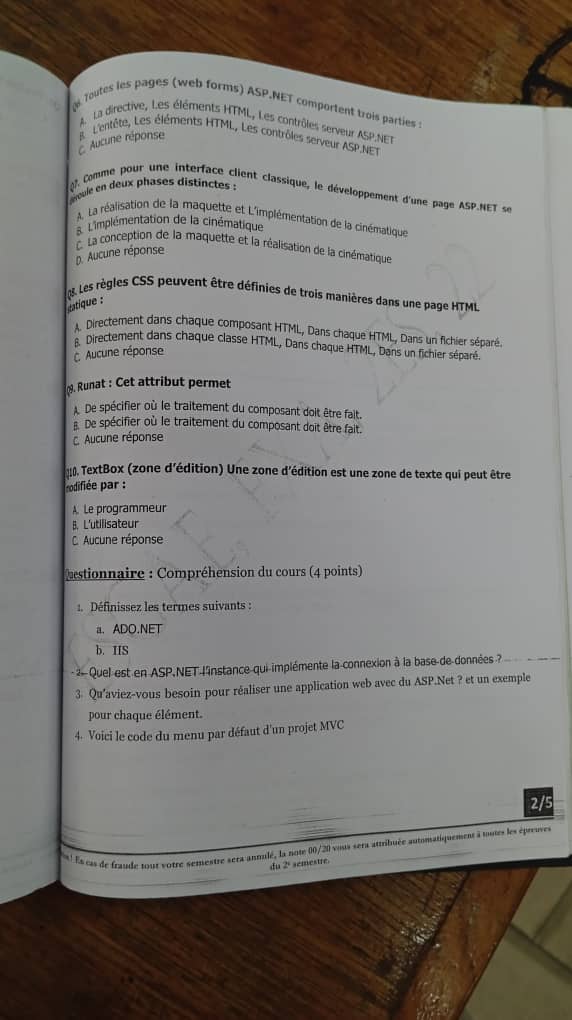 Q6. Toutes les pages (web forms) ASP.NET comportent trois parties :
A. La directive, Les éléments HTML, Les contrôles serveur ASP.NET
B. L'entête, Les éléments HTML, Les contrôles serveur ASP.NET
C. Aucune réponse
Q7. Comme pour une interface client classique, le développement d'une page ASP.NET se
déroule en deux phases distinctes :
A. La réalisation de la maquette et L'implémentation de la cinématique
B. L'implémentation de la cinématique
C. La conception de la maquette et la réalisation de la cinématique
D. Aucune réponse
Q8. Les règles CSS peuvent être définies de trois manières dans une page HTML
statique :
A. Directement dans chaque composant HTML, Dans chaque HTML, Dans un fichier séparé.
B. Directement dans chaque classe HTML, Dans chaque HTML, Dans un fichier séparé.
C. Aucune réponse
Q9. Runat : Cet attribut permet
A. De spécifier où le traitement du composant doit être fait.
B. De spécifier où le traitement du composant doit être fait.
C. Aucune réponse
Q10. TextBox (zone d'édition) Une zone d'édition est une zone de texte qui peut être
modifiée par :
A. Le programmeur
B. L'utilisateur
C. Aucune réponse
Questionnaire : Compréhension du cours (4 points)
1. Définissez les termes suivants :
a. ADO.NET
b. IIS
2. Quel est en ASP.NET l'instance qui implémente la connexion à la base de données ?
3. Qu'aviez-vous besoin pour réaliser une application web avec du ASP.Net ? et un exemple
pour chaque élément.
4. Voici le code du menu par défaut d'un projet MVC
2/5
! En cas de fraude tout votre semestre sera annulé, la note 00/20 vous sera attribuée automatiquement à toutes les épreuves
du 2e semestre.